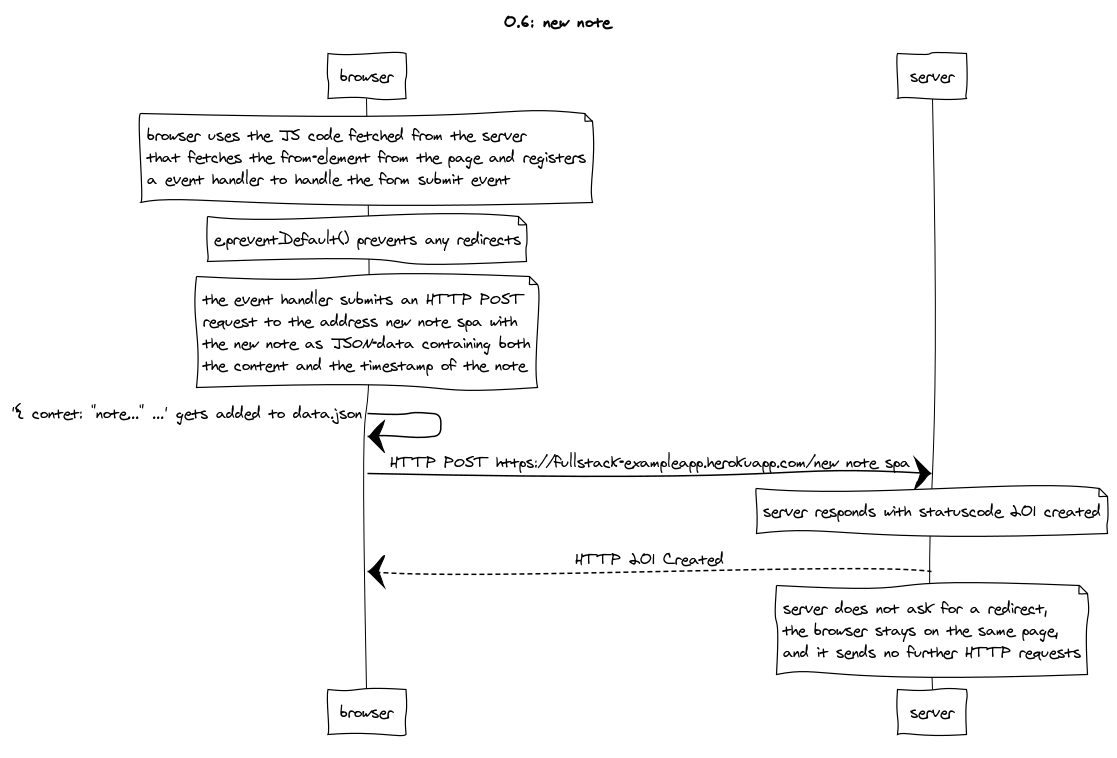 0.6: new note
browser
server
browser uses the JS code fetched from the server
that fetches the from-element from the page and registers
a event handler to handle the form submit event
e.preventDefault() prevents any redirects
the event handler submits an HTTP POST
request to the address new note spa with
the new note as JSON-data containing both
the content and the timestamp of the note
'{ contet: "note..." ...' gets added to data.json
HTTP POST https://fullstack-exampleapp.herokuapp.com/new note spa
server responds with statuscode 201 created
HTTP 201 Created
server does not ask for a redirect,
the browser stays on the same page,
and it sends no further HTTP requests
browser
server